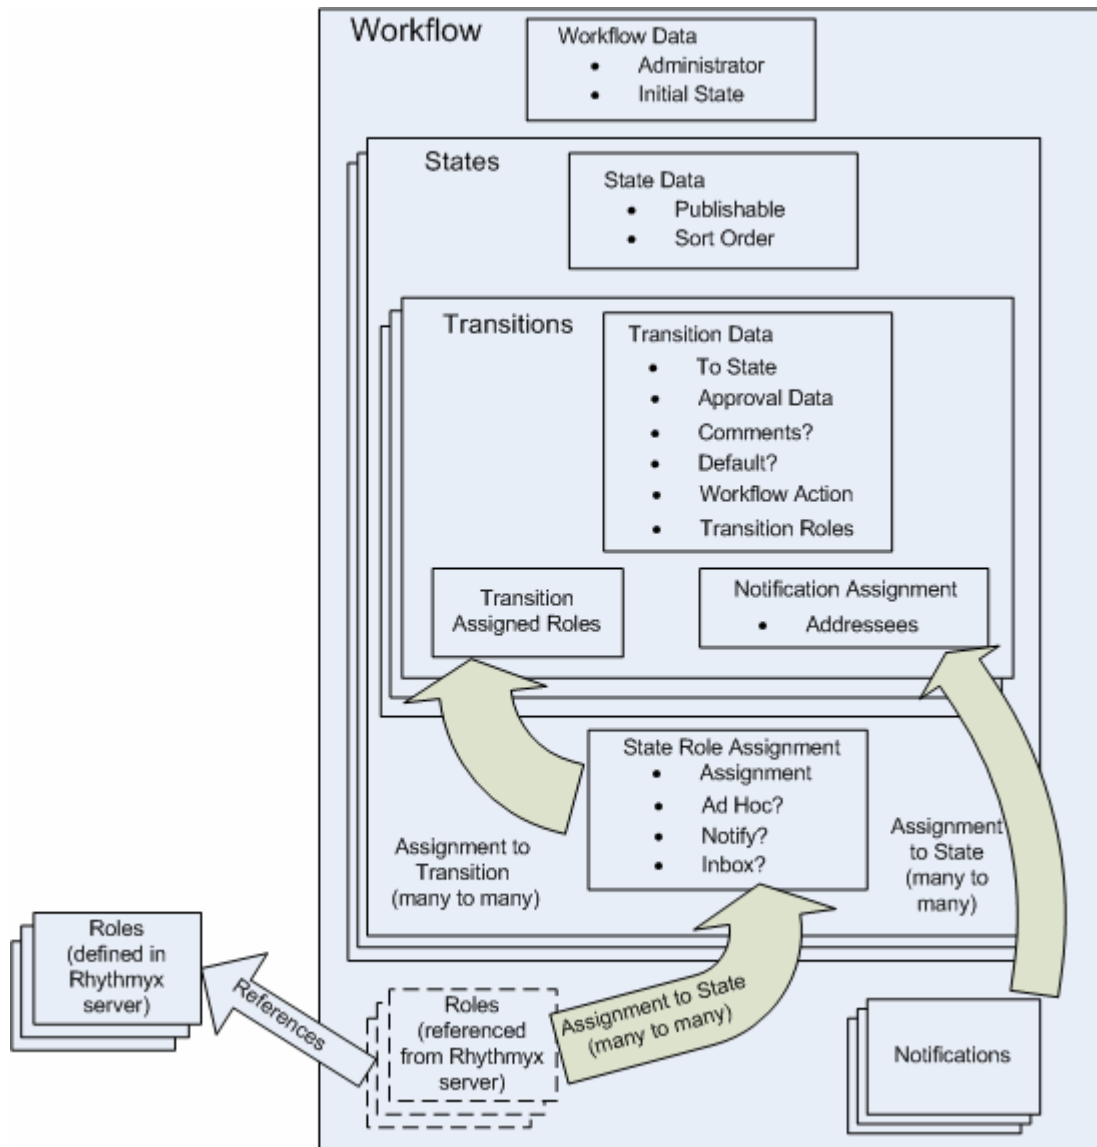 Workflow
Workflow Data
• Administrator
• Initial State
States
State Data
• Publishable
• Sort Order
Transitions
Transition Data
• To State
• Approval Data
• Comments?
• Default?
• Workflow Action
• Transition Roles
Transition
Assigned Roles
Notification Assignment
• Addressees
State Role Assignment
• Assignment
• Ad Hoc?
• Notify?
• Inbox?
Assignment to
Transition
(many to many)
Assignment
to State
(many to
many)
Roles
(defined in
Rhythmyx
server)
References
Roles
(referenced
from Rhythmyx
server)
Assignment to State
(many to many)
Notifications